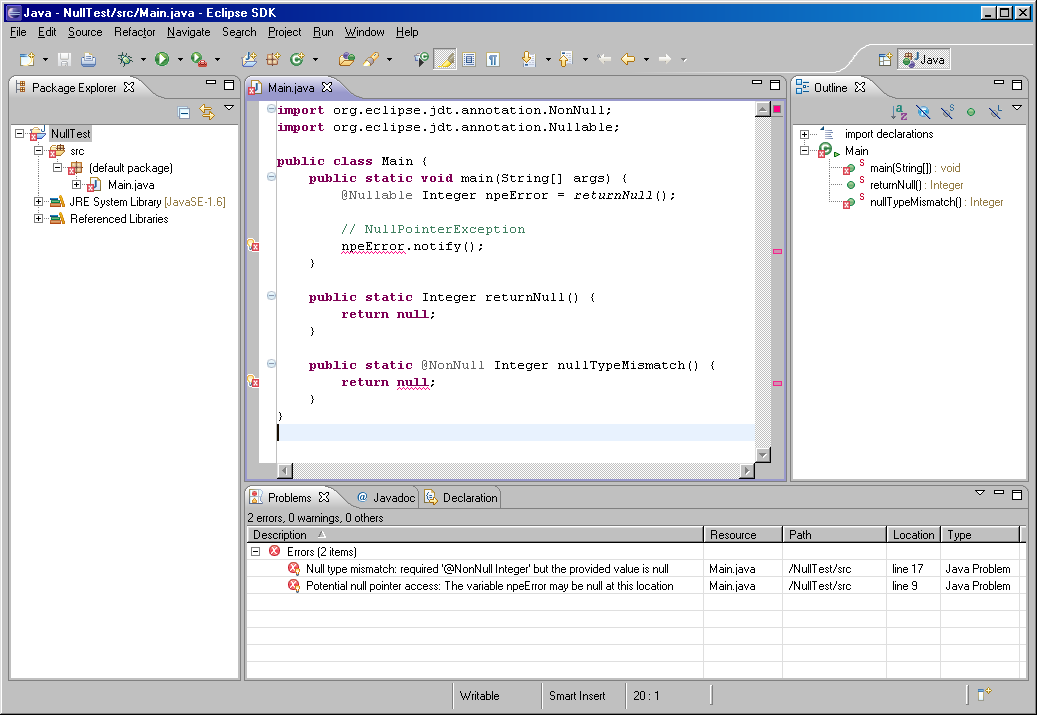 Java - NullTest/src/Main.java - Eclipse SDK
File Edit Source Refactor Navigate Search Project Run Window Help
Java
Package Explorer
NullTest
src
(default package)
Main.java
JRE System Library [JavaSE-1.6]
Referenced Libraries
Main.java
import org.eclipse.jdt.annotation.NonNull;
import org.eclipse.jdt.annotation.Nullable;
public class Main {
public static void main(String[] args) {
@Nullable Integer npeError = returnNull();
// NullPointerException
npeError.notify();
}
public static Integer returnNull() {
return null;
}
public static @NonNull Integer nullTypeMismatch() {
return null;
}
}
Outline
import declarations
Main
main(String[]) : void
returnNull() : Integer
nullTypeMismatch() : Integer
Problems Javadoc Declaration
2 errors, 0 warnings, 0 others
Description Resource Path Location Type
Errors (2 items)
Null type mismatch: required '@NonNull Integer' but the provided value is null Main.java /NullTest/src line 17 Java Problem
Potential null pointer access: The variable npeError may be null at this location Main.java /NullTest/src line 9 Java Problem
Writable Smart Insert 20 : 1